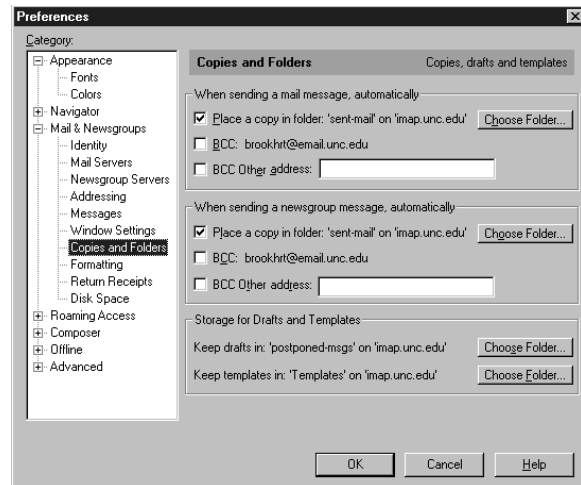 Preferences
Category:
Appearance
Fonts
Colors
Navigator
Mail & Newsgroups
Identity
Mail Servers
Newsgroup Servers
Addressing
Messages
Window Settings
Copies and Folders
Formatting
Return Receipts
Disk Space
Roaming Access
Composer
Offline
Advanced
Copies and Folders Copies, drafts and templates
When sending a mail message, automatically
Place a copy in folder: 'sent-mail' on 'imap.unc.edu' Choose Folder...
BCC: brookhrt@email.unc.edu
BCC Other address:
When sending a newsgroup message, automatically
Place a copy in folder: 'sent-mail' on 'imap.unc.edu' Choose Folder...
BCC: brookhrt@email.unc.edu
BCC Other address:
Storage for Drafts and Templates
Keep drafts in: 'postponed-msgs' on 'imap.unc.edu' Choose Folder...
Keep templates in: 'Templates' on 'imap.unc.edu' Choose Folder...
OK Cancel Help